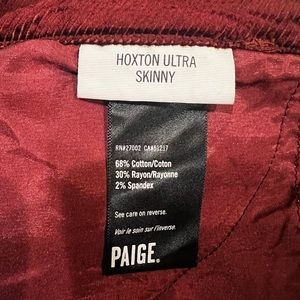 HOXTON ULTRA
SKINNY
RN#27002 CA#51217
68% Cotton/Coton
30% Rayon/Rayonne
2% Spandex
See care on reverse.
Voir le soin sur l'inverse.
PAIGE.